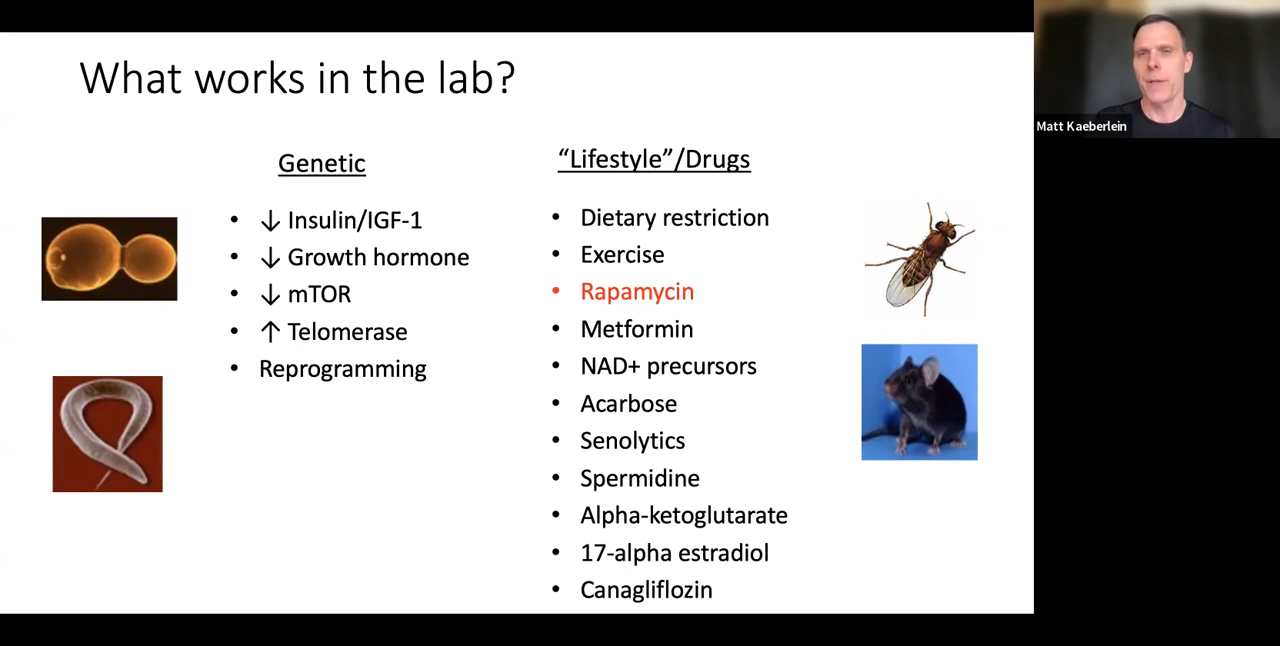 What works in the lab?
Genetic
• ↓ Insulin/IGF-1
• ↓ Growth hormone
• ↓ mTOR
• ↑ Telomerase
• Reprogramming
“Lifestyle”/Drugs
• Dietary restriction
• Exercise
• Rapamycin
• Metformin
• NAD+ precursors
• Acarbose
• Senolytics
• Spermidine
• Alpha-ketoglutarate
• 17-alpha estradiol
• Canagliflozin
Matt Kaeberlein